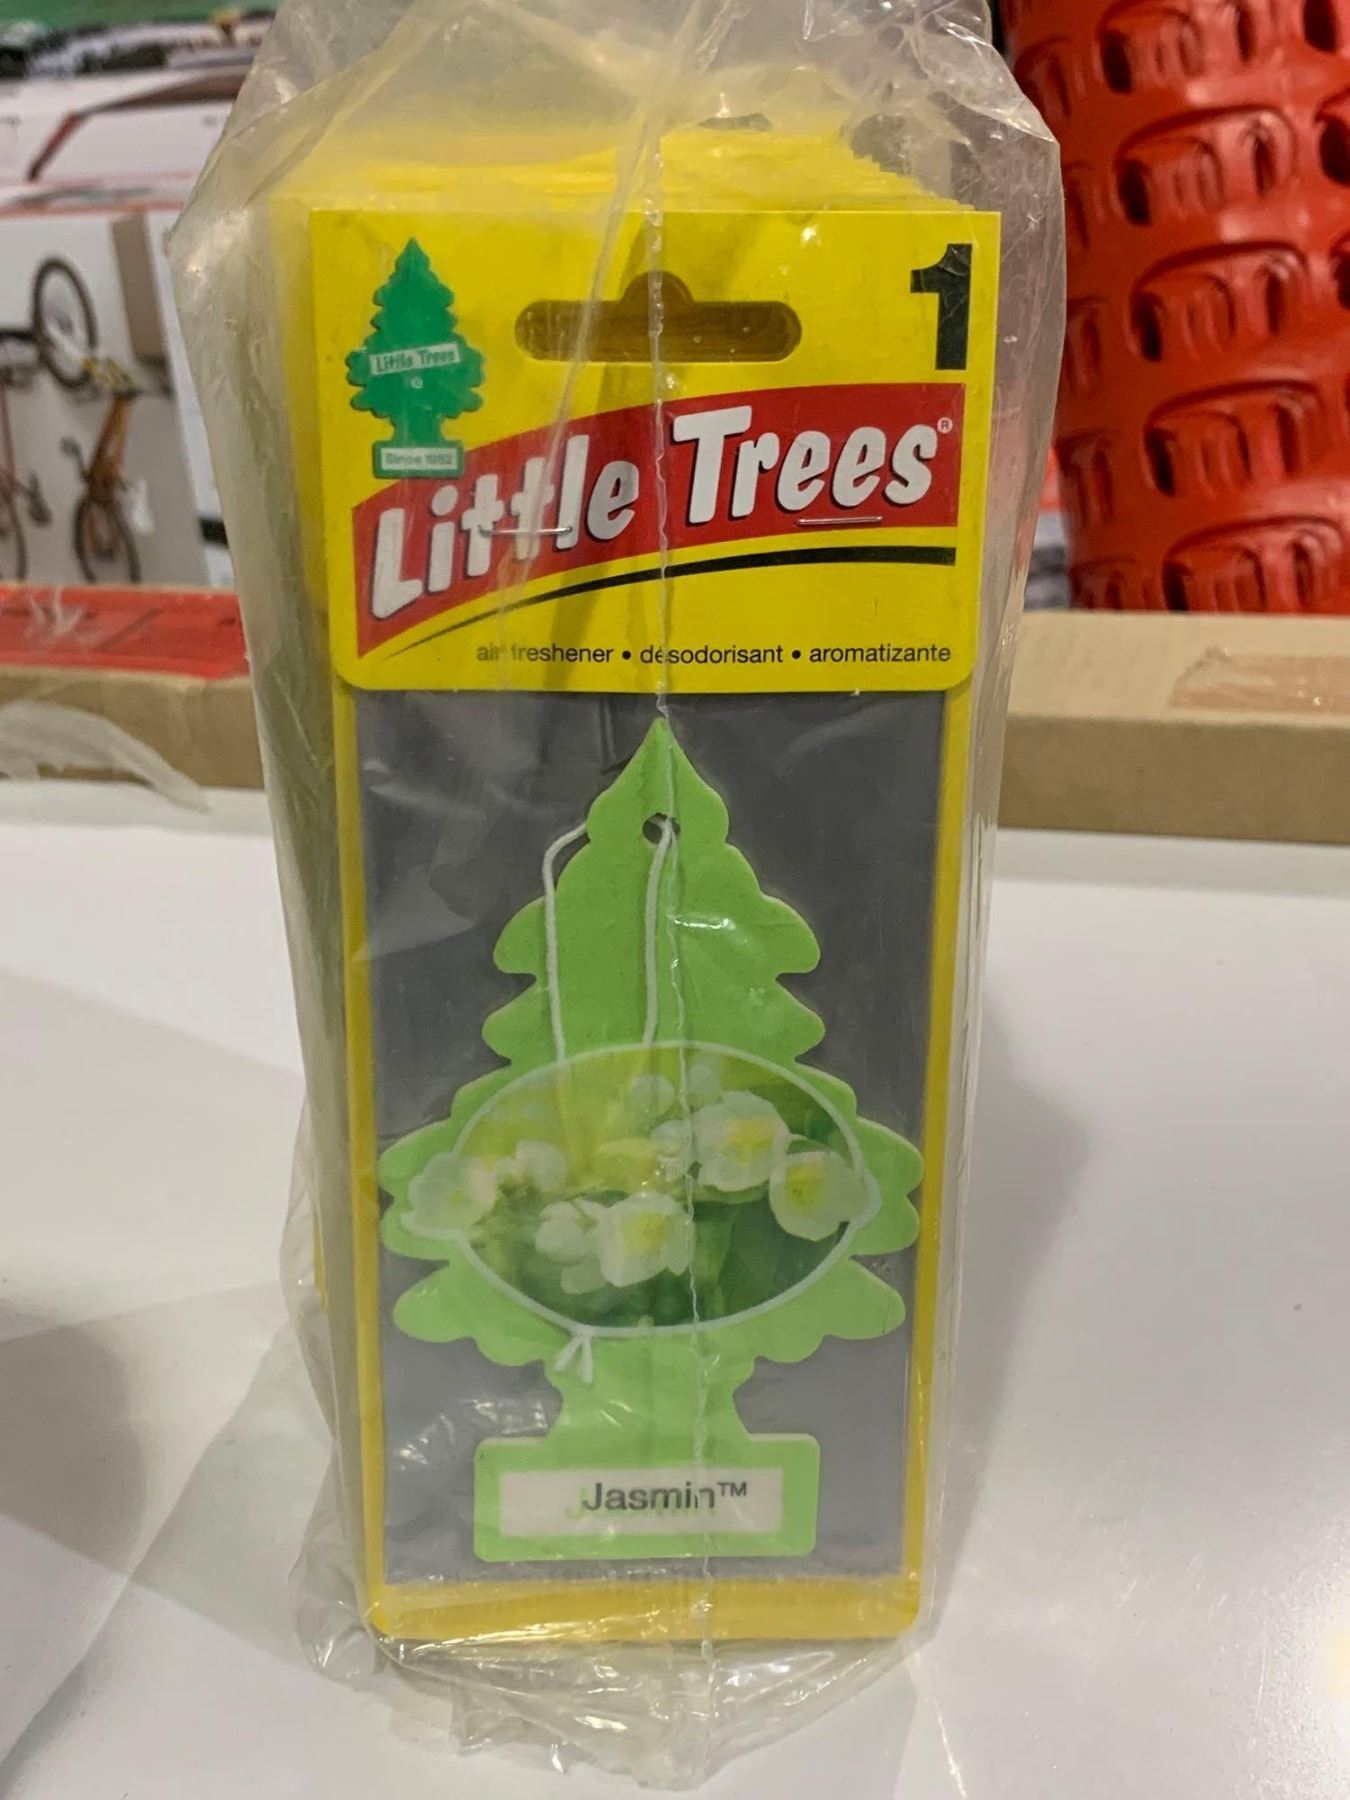 1
Little Trees
Since 1952
Little Trees®
air freshener • désodorisant • aromatizante
Jasmin™